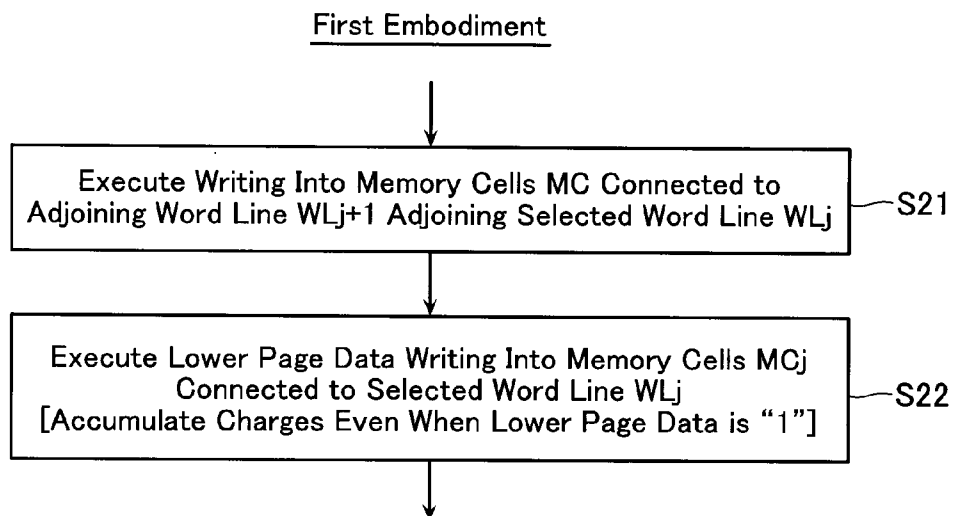 First Embodiment
Execute Writing Into Memory Cells MC Connected to
Adjoining Word Line WLj+1 Adjoining Selected Word Line WLj
S21
Execute Lower Page Data Writing Into Memory Cells MCj
Connected to Selected Word Line WLj
[Accumulate Charges Even When Lower Page Data is “1”]
S22